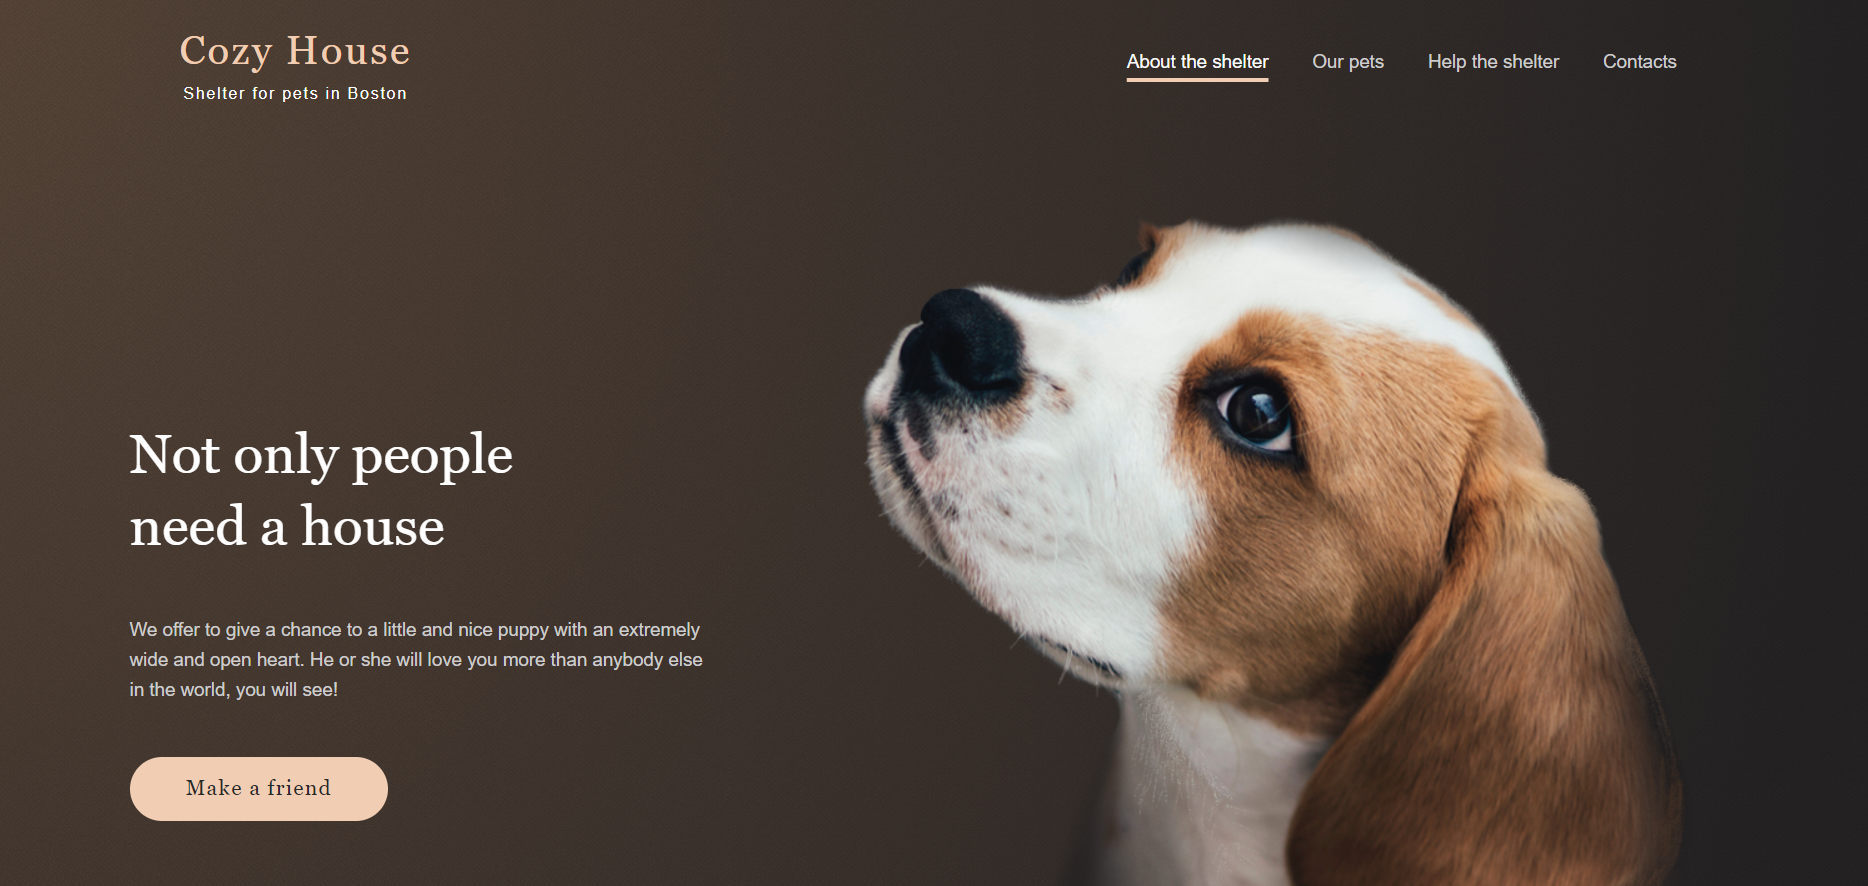 Cozy House
Shelter for pets in Boston
About the shelter
Our pets
Help the shelter
Contacts
Not only people
need a house
We offer to give a chance to a little and nice puppy with an extremely
wide and open heart. He or she will love you more than anybody else
in the world, you will see!
Make a friend